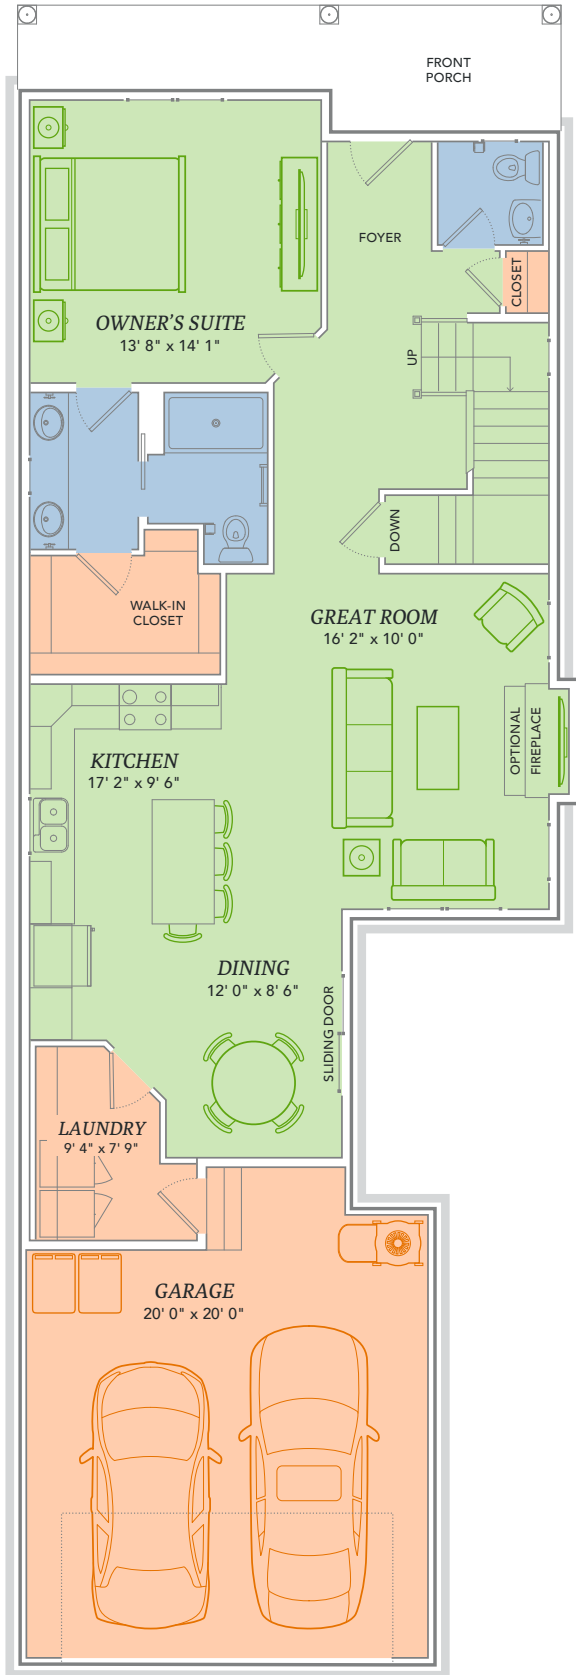 FRONT
PORCH
FOYER
CLOSET
OWNER'S SUITE
13' 8" x 14' 1"
UP
DOWN
WALK-IN
CLOSET
GREAT ROOM
16' 2" x 10' 0"
OPTIONAL
FIREPLACE
KITCHEN
17' 2" x 9' 6"
DINING
12' 0" x 8' 6"
SLIDING DOOR
LAUNDRY
9' 4" x 7' 9"
GARAGE
20' 0" x 20' 0"